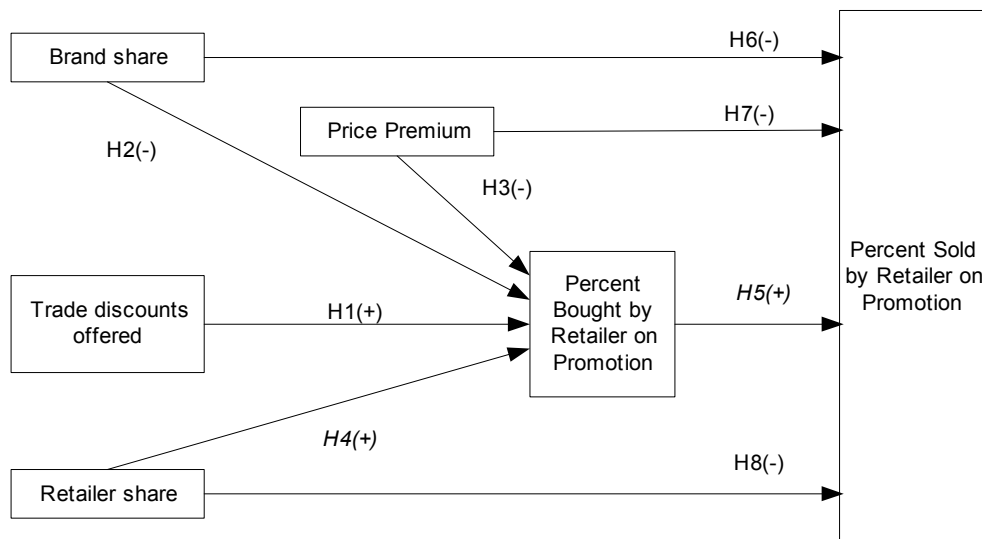 Brand share
H6(-)
Price Premium
H7(-)
H2(-)
H3(-)
Trade discounts
offered
H1(+)
Percent
Bought by
Retailer on
Promotion
H5(+)
Percent Sold
by Retailer on
Promotion
H4(+)
Retailer share
H8(-)